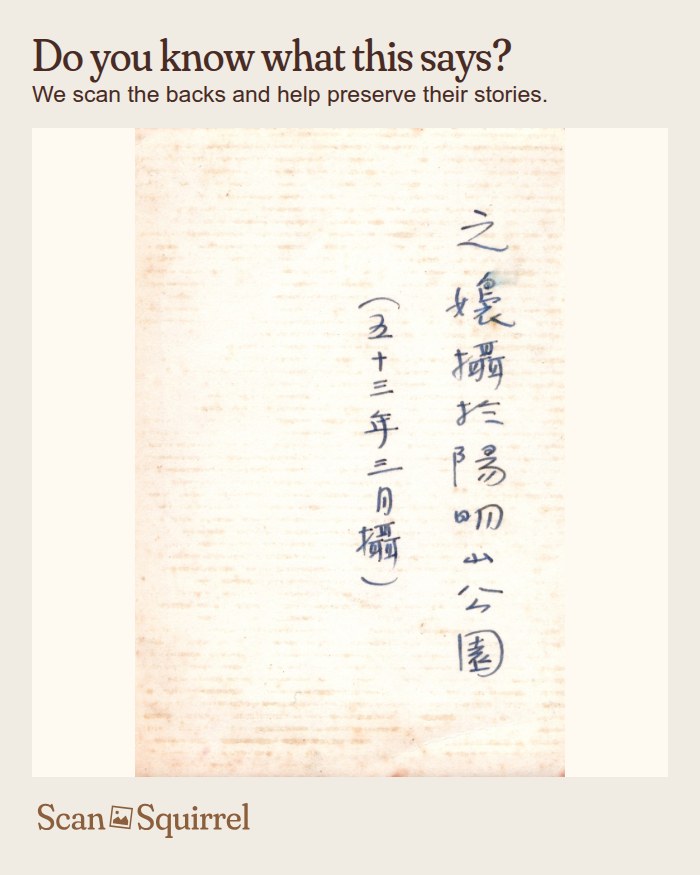 Do you know what this says?
We scan the backs and help preserve their stories.
之嬝攝於陽明山公園
（五十三年三月攝）
Scan Squirrel